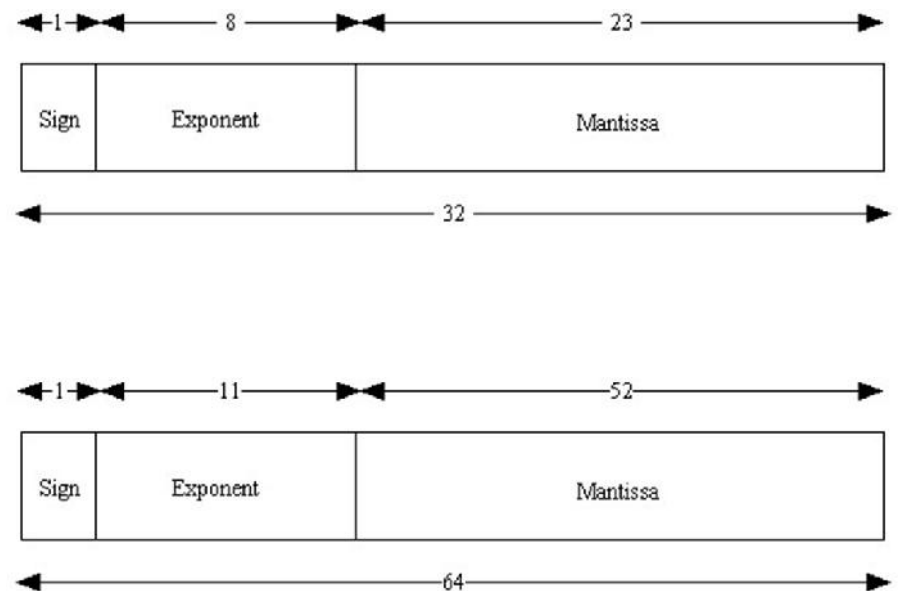 1 8 23
Sign Exponent Mantissa
32
1 11 52
Sign Exponent Mantissa
64